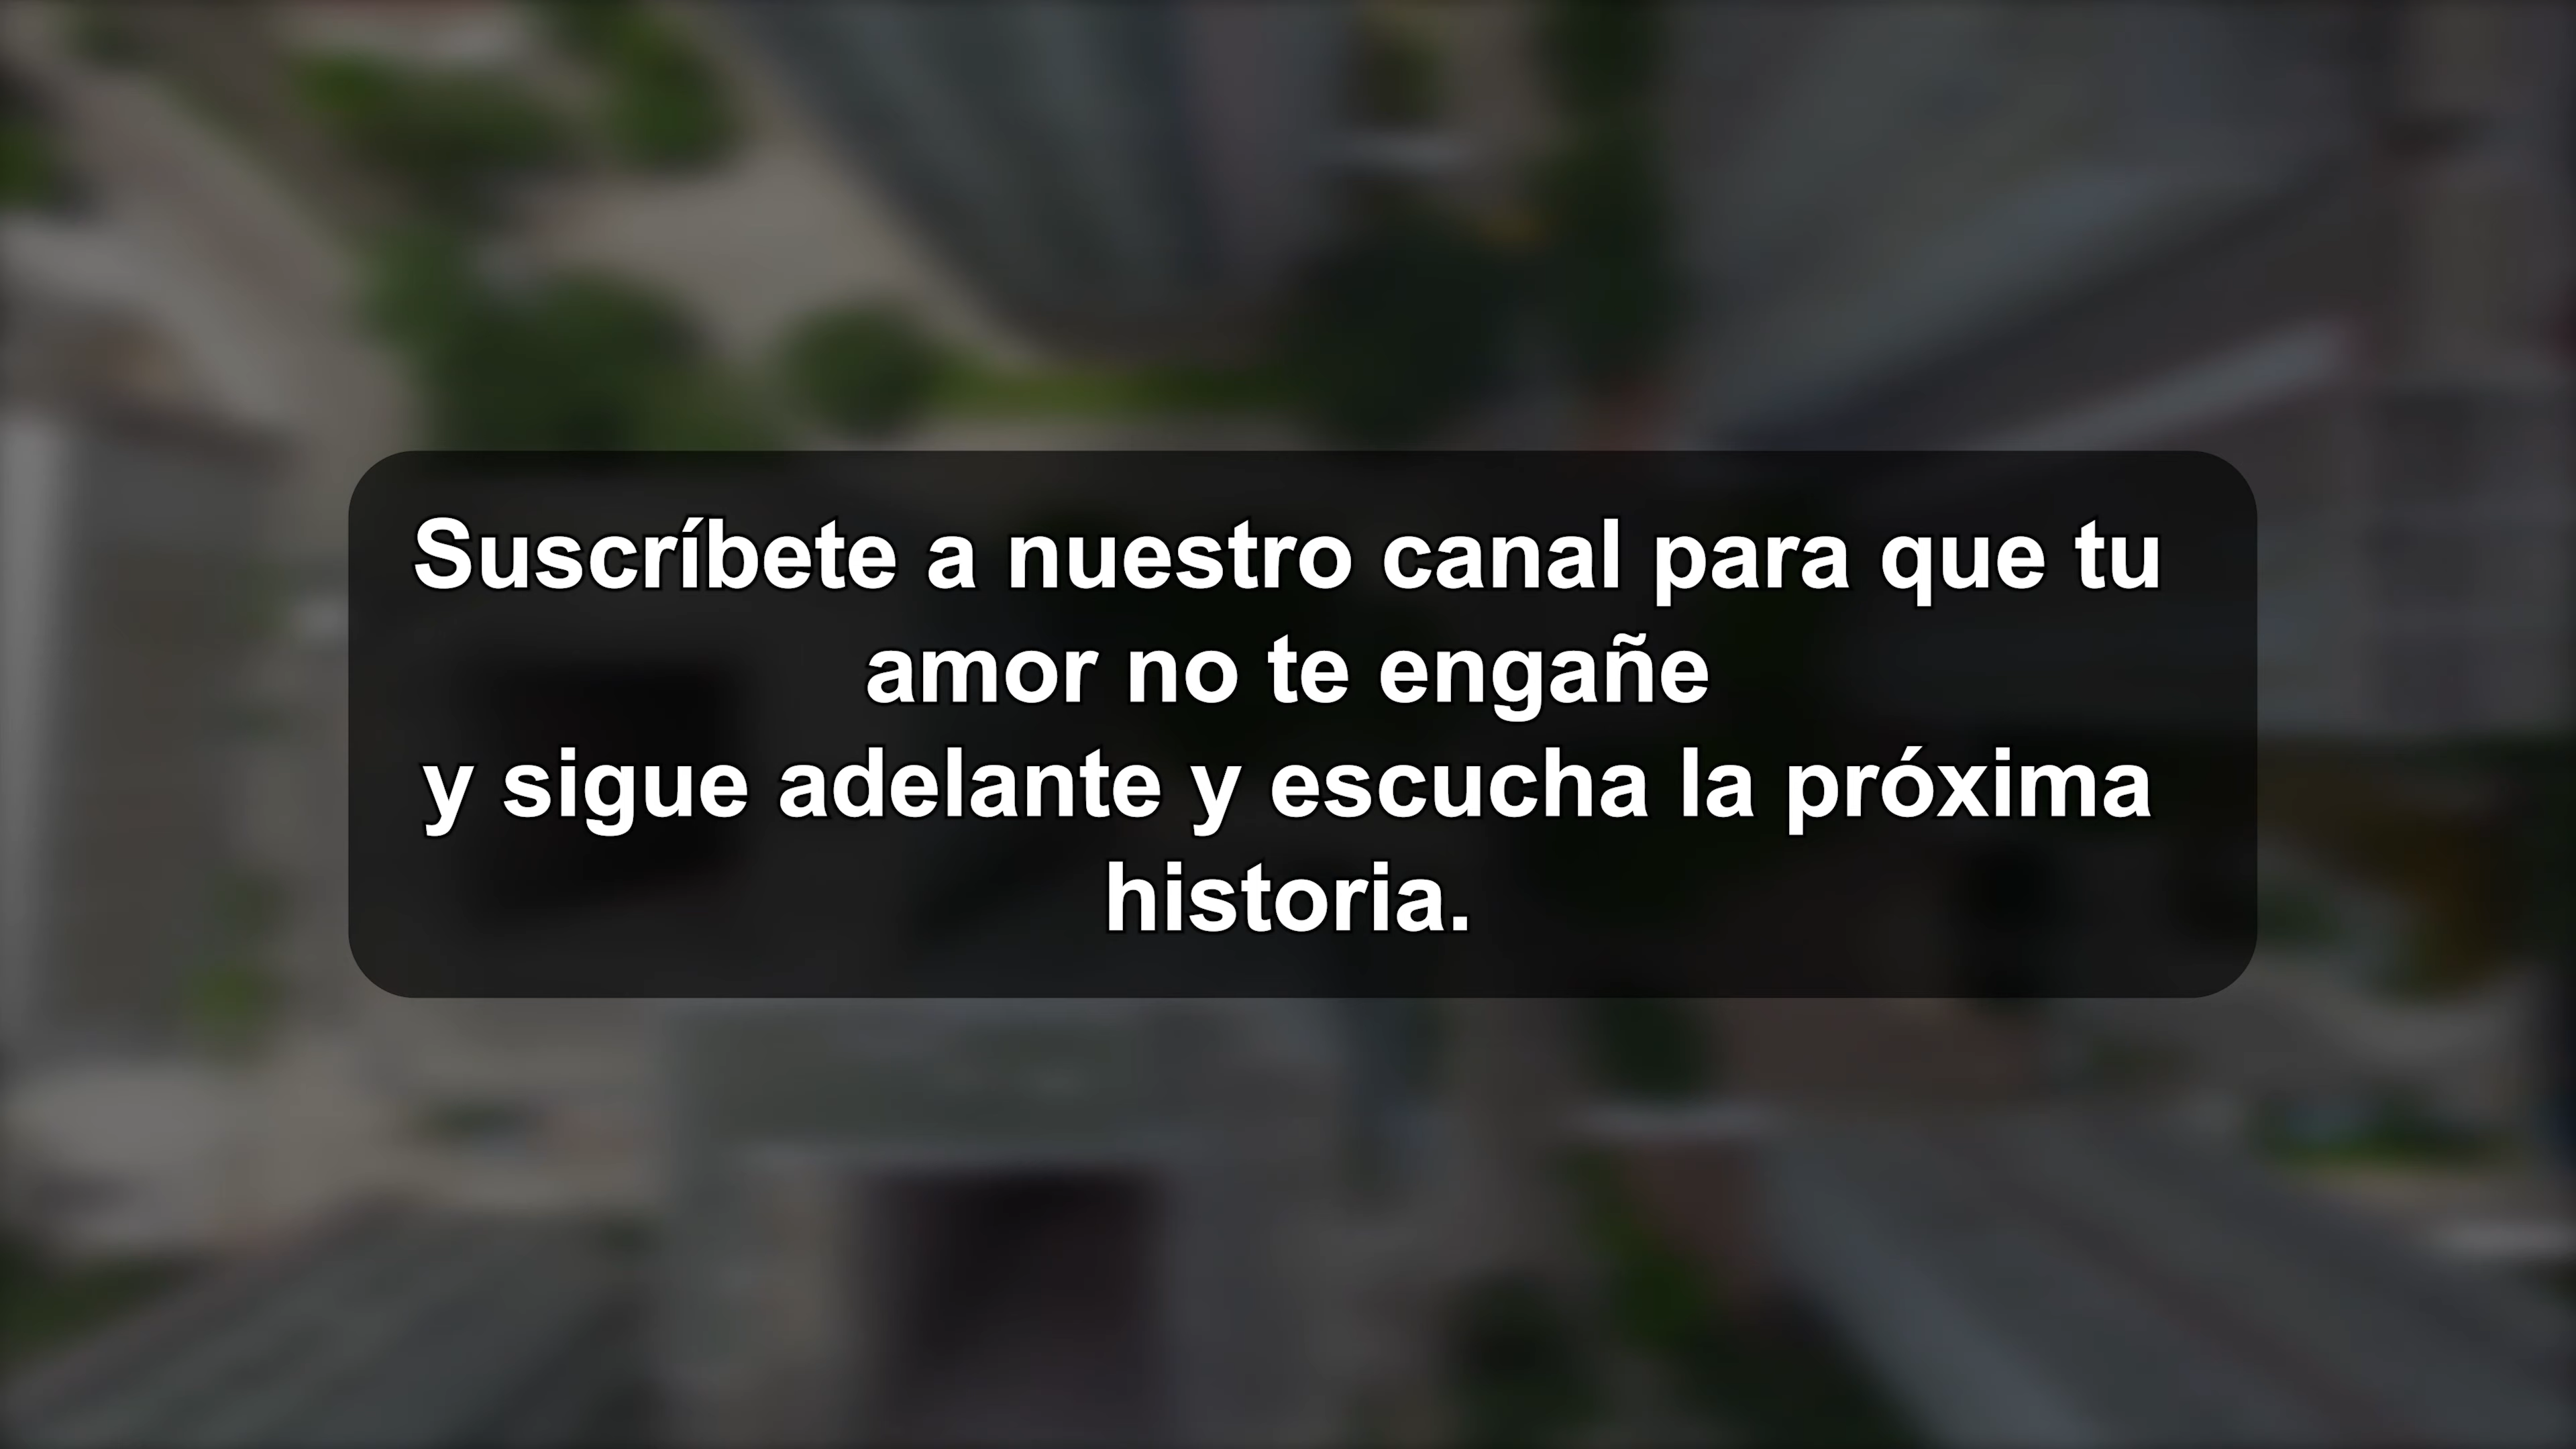 Suscríbete a nuestro canal para que tu
amor no te engañe
y sigue adelante y escucha la próxima
historia.